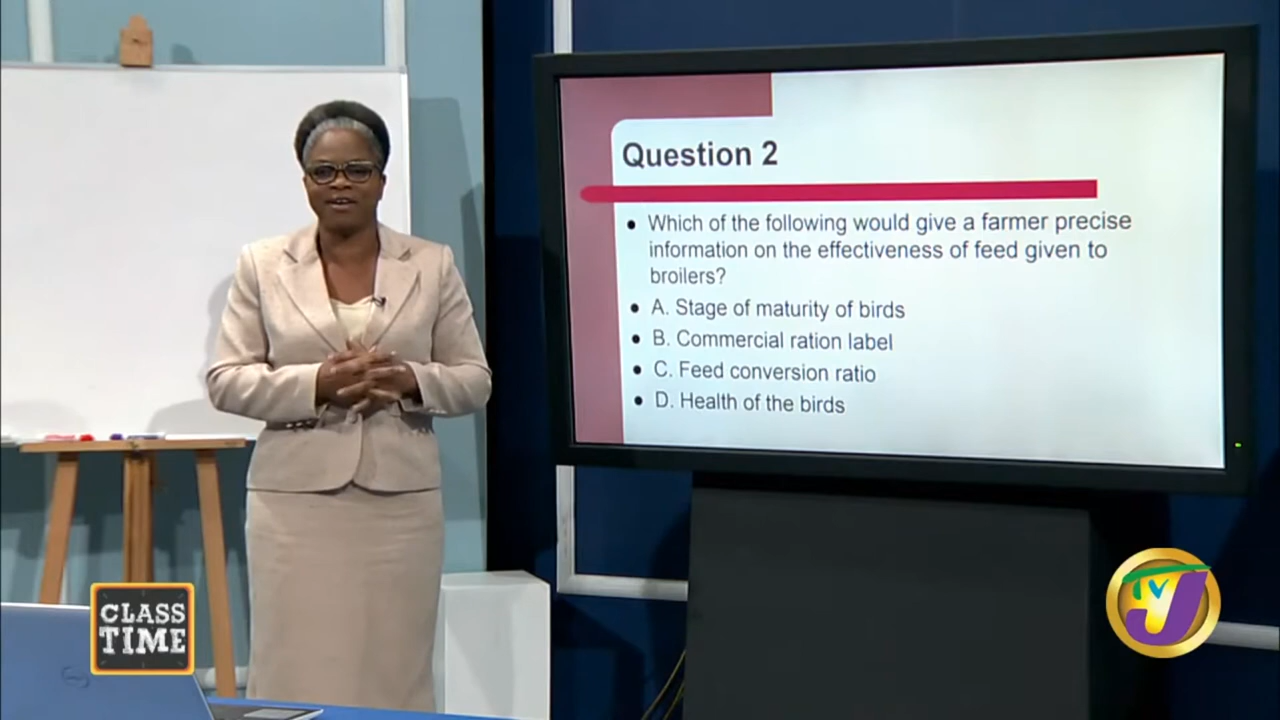 Question 2
• Which of the following would give a farmer precise
information on the effectiveness of feed given to
broilers?
• A. Stage of maturity of birds
• B. Commercial ration label
• C. Feed conversion ratio
• D. Health of the birds
CLASS
TIME
TVJ